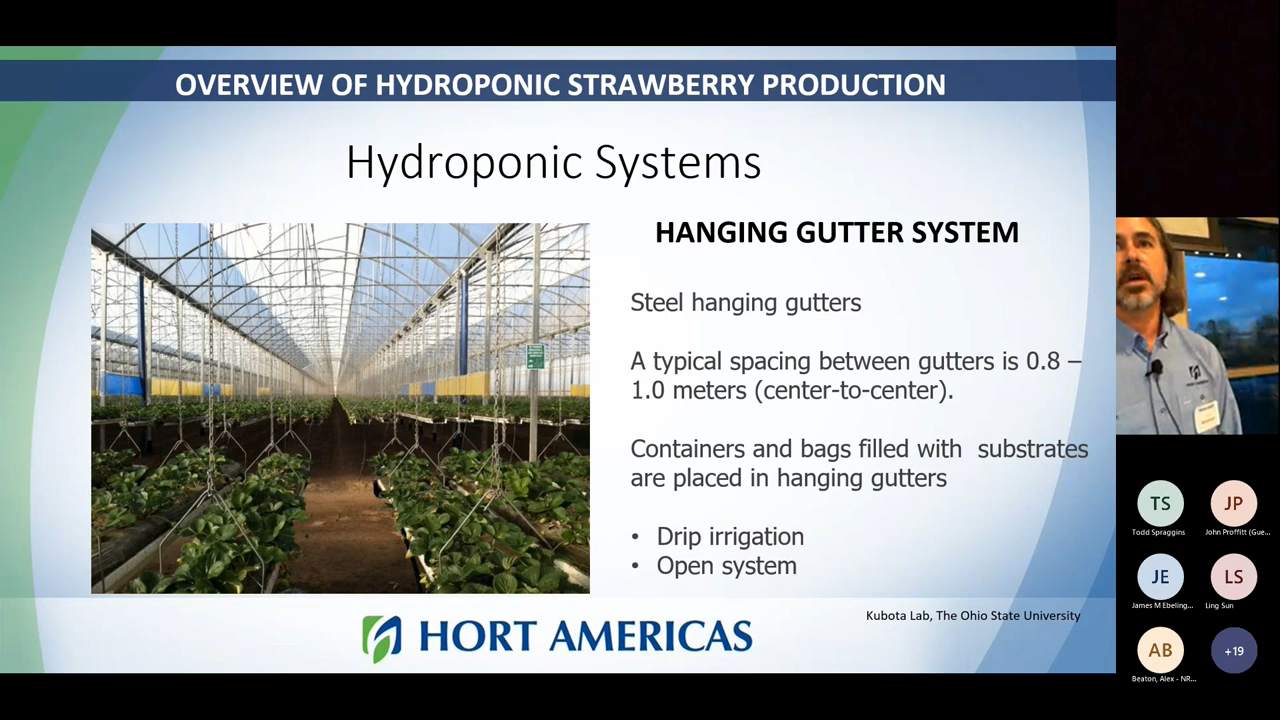 OVERVIEW OF HYDROPONIC STRAWBERRY PRODUCTION
Hydroponic Systems
HANGING GUTTER SYSTEM
Steel hanging gutters
A typical spacing between gutters is 0.8 –
1.0 meters (center-to-center).
Containers and bags filled with substrates
are placed in hanging gutters
• Drip irrigation
• Open system
Kubota Lab, The Ohio State University
HORT AMERICAS
TS
Todd Spraggins
JP
John Proffitt (Gue...
JE
James M Ebeling...
LS
Ling Sun
AB
Beaton, Alex - NR...
+19